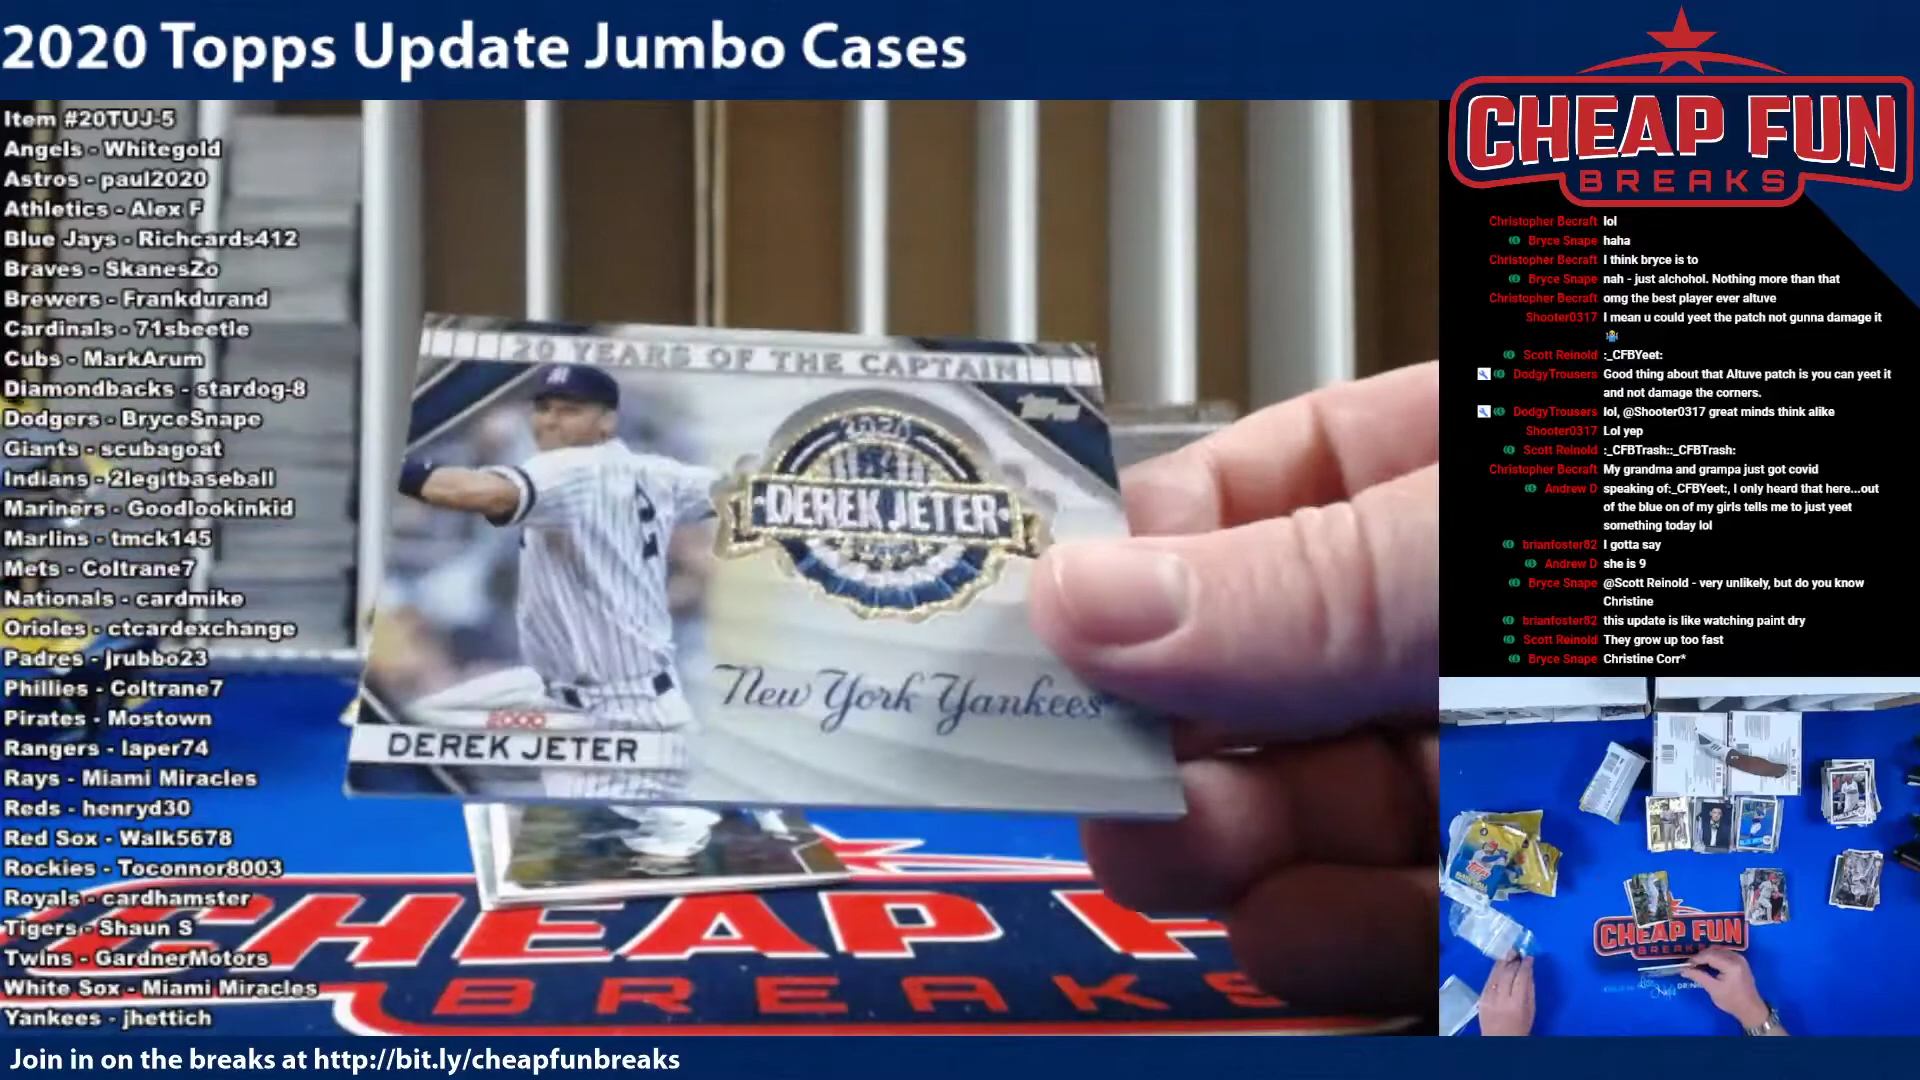 2020 Topps Update Jumbo Cases
Item #20TUJ-5
Angels - Whitegold
Astros - paul2020
Athletics - Alex F
Blue Jays - Richcards412
Braves - SkanesZo
Brewers - Frankdurand
Cardinals - 71sbeetle
Cubs - MarkArum
Diamondbacks - stardog-8
Dodgers - BryceSnape
Giants - scubagoat
Indians - 2legitbaseball
Mariners - Goodlookinkid
Marlins - tmck145
Mets - Coltrane7
Nationals - cardmike
Orioles - ctcardexchange
Padres - jrubbo23
Phillies - Coltrane7
Pirates - Mostown
Rangers - laper74
Rays - Miami Miracles
Reds - henryd30
Red Sox - Walk5678
Rockies - Toconnor8003
Royals - cardhamster
Tigers - Shaun S
Twins - GardnerMotors
White Sox - Miami Miracles
Yankees - jhettich
20 YEARS OF THE CAPTAIN
Topps
2020
DEREK JETER
New York Yankees
2000
DEREK JETER
CHEAP F
BREAKS
CHEAP FUN
BREAKS
Christopher Becraft lol
Bryce Snape haha
Christopher Becraft I think bryce is to
Bryce Snape nah - just alchohol. Nothing more than that
Christopher Becraft omg the best player ever altuve
Shooter0317 I mean u could yeet the patch not gunna damage it
Scott Reinold :_CFBYeet:
DodgyTrousers Good thing about that Altuve patch is you can yeet it
and not damage the corners.
DodgyTrousers lol, @Shooter0317 great minds think alike
Shooter0317 Lol yep
Scott Reinold :_CFBTrash::_CFBTrash:
Christopher Becraft My grandma and grampa just got covid
Andrew D speaking of:_CFBYeet:, I only heard that here...out
of the blue on of my girls tells me to just yeet
something today lol
brianfoster82 I gotta say
Andrew D she is 9
Bryce Snape @Scott Reinold - very unlikely, but do you know
Christine
brianfoster82 this update is like watching paint dry
Scott Reinold They grow up too fast
Bryce Snape Christine Corr*
CHEAP FUN
BREAKS
Join in on the breaks at http://bit.ly/cheapfunbreaks